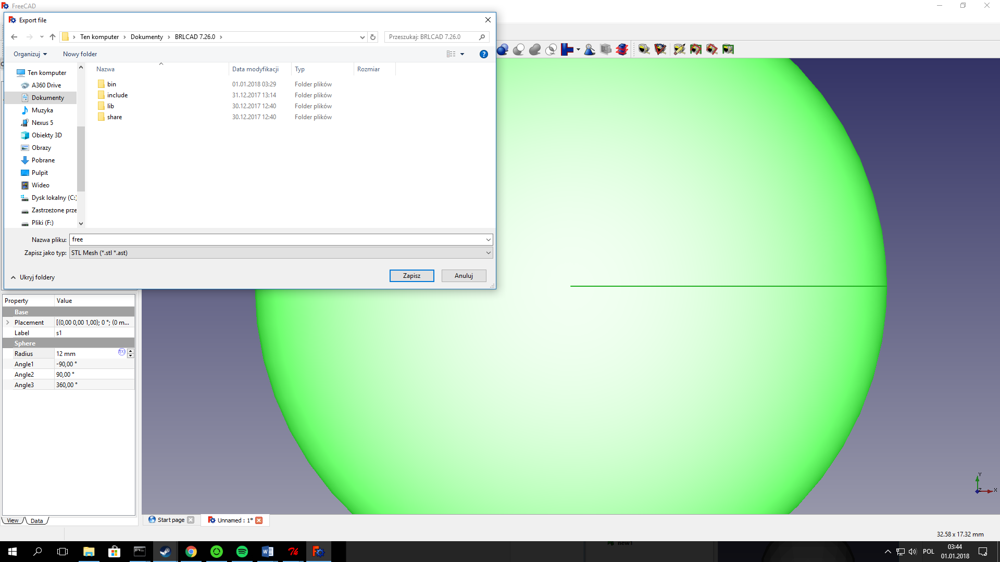 FreeCAD
Export file
Ten komputer
Dokumenty
BRLCAD 7.26.0
Przeszukaj: BRLCAD 7.26.0
Organizuj
Nowy folder
Ten komputer
A360 Drive
Dokumenty
Muzyka
Nexus 5
Obiekty 3D
Obrazy
Pobrane
Pulpit
Wideo
Dysk lokalny (C:)
Zastrzeżone prze
Pliki (F:)
Nazwa Data modyfikacji Typ Rozmiar
bin 01.01.2018 03:29 Folder plików
include 31.12.2017 13:14 Folder plików
lib 30.12.2017 12:40 Folder plików
share 30.12.2017 12:40 Folder plików
Nazwa pliku: free
Zapisz jako typ: STL Mesh (*.stl *.ast)
Ukryj foldery
Zapisz
Anuluj
Property Value
Base
Placement [(0,00 0,00 1,00); 0 °; (0 m...
Label s1
Sphere
Radius 12 mm
Angle1 -90,00 °
Angle2 90,00 °
Angle3 360,00 °
View
Data
Start page
Unnamed : 1*
Y
Z
X
32.58 x 17.32 mm
new1
POL
03:44
01.01.2018